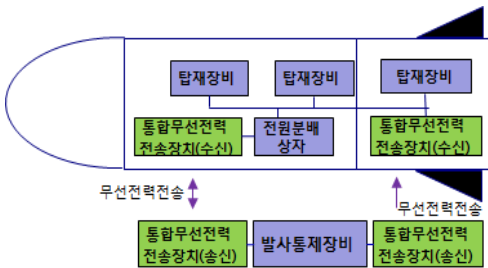 탑재장비
탑재장비
탑재장비
통합무선전력
전송장치(수신)
전원분배
상자
통합무선전력
전송장치(수신)
무선전력전송
무선전력전송
통합무선전력
전송장치(송신)
발사통제장비
통합무선전력
전송장치(송신)